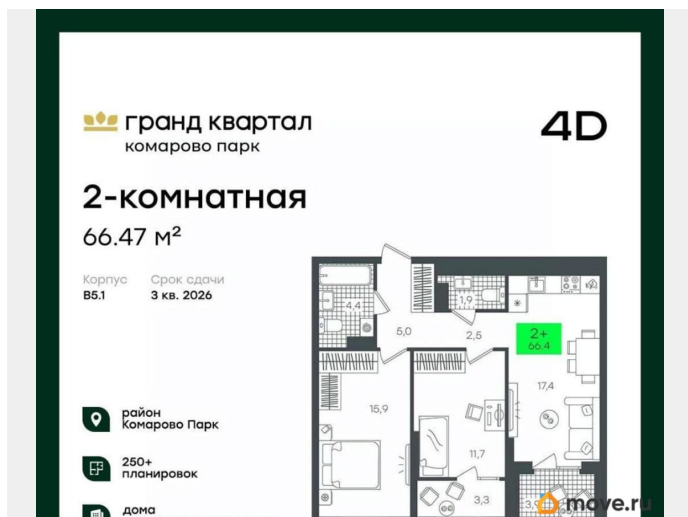 гранд квартал
комарово парк
4D
2-комнатная
66.47 м²
Корпус Срок сдачи
В5.1 3 кв. 2026
4,4
5,0
1,9
2,5
2+
66.4
17,4
15,9
11,7
3,3
район
Комарово Парк
250+
планировок
дома
move.ru